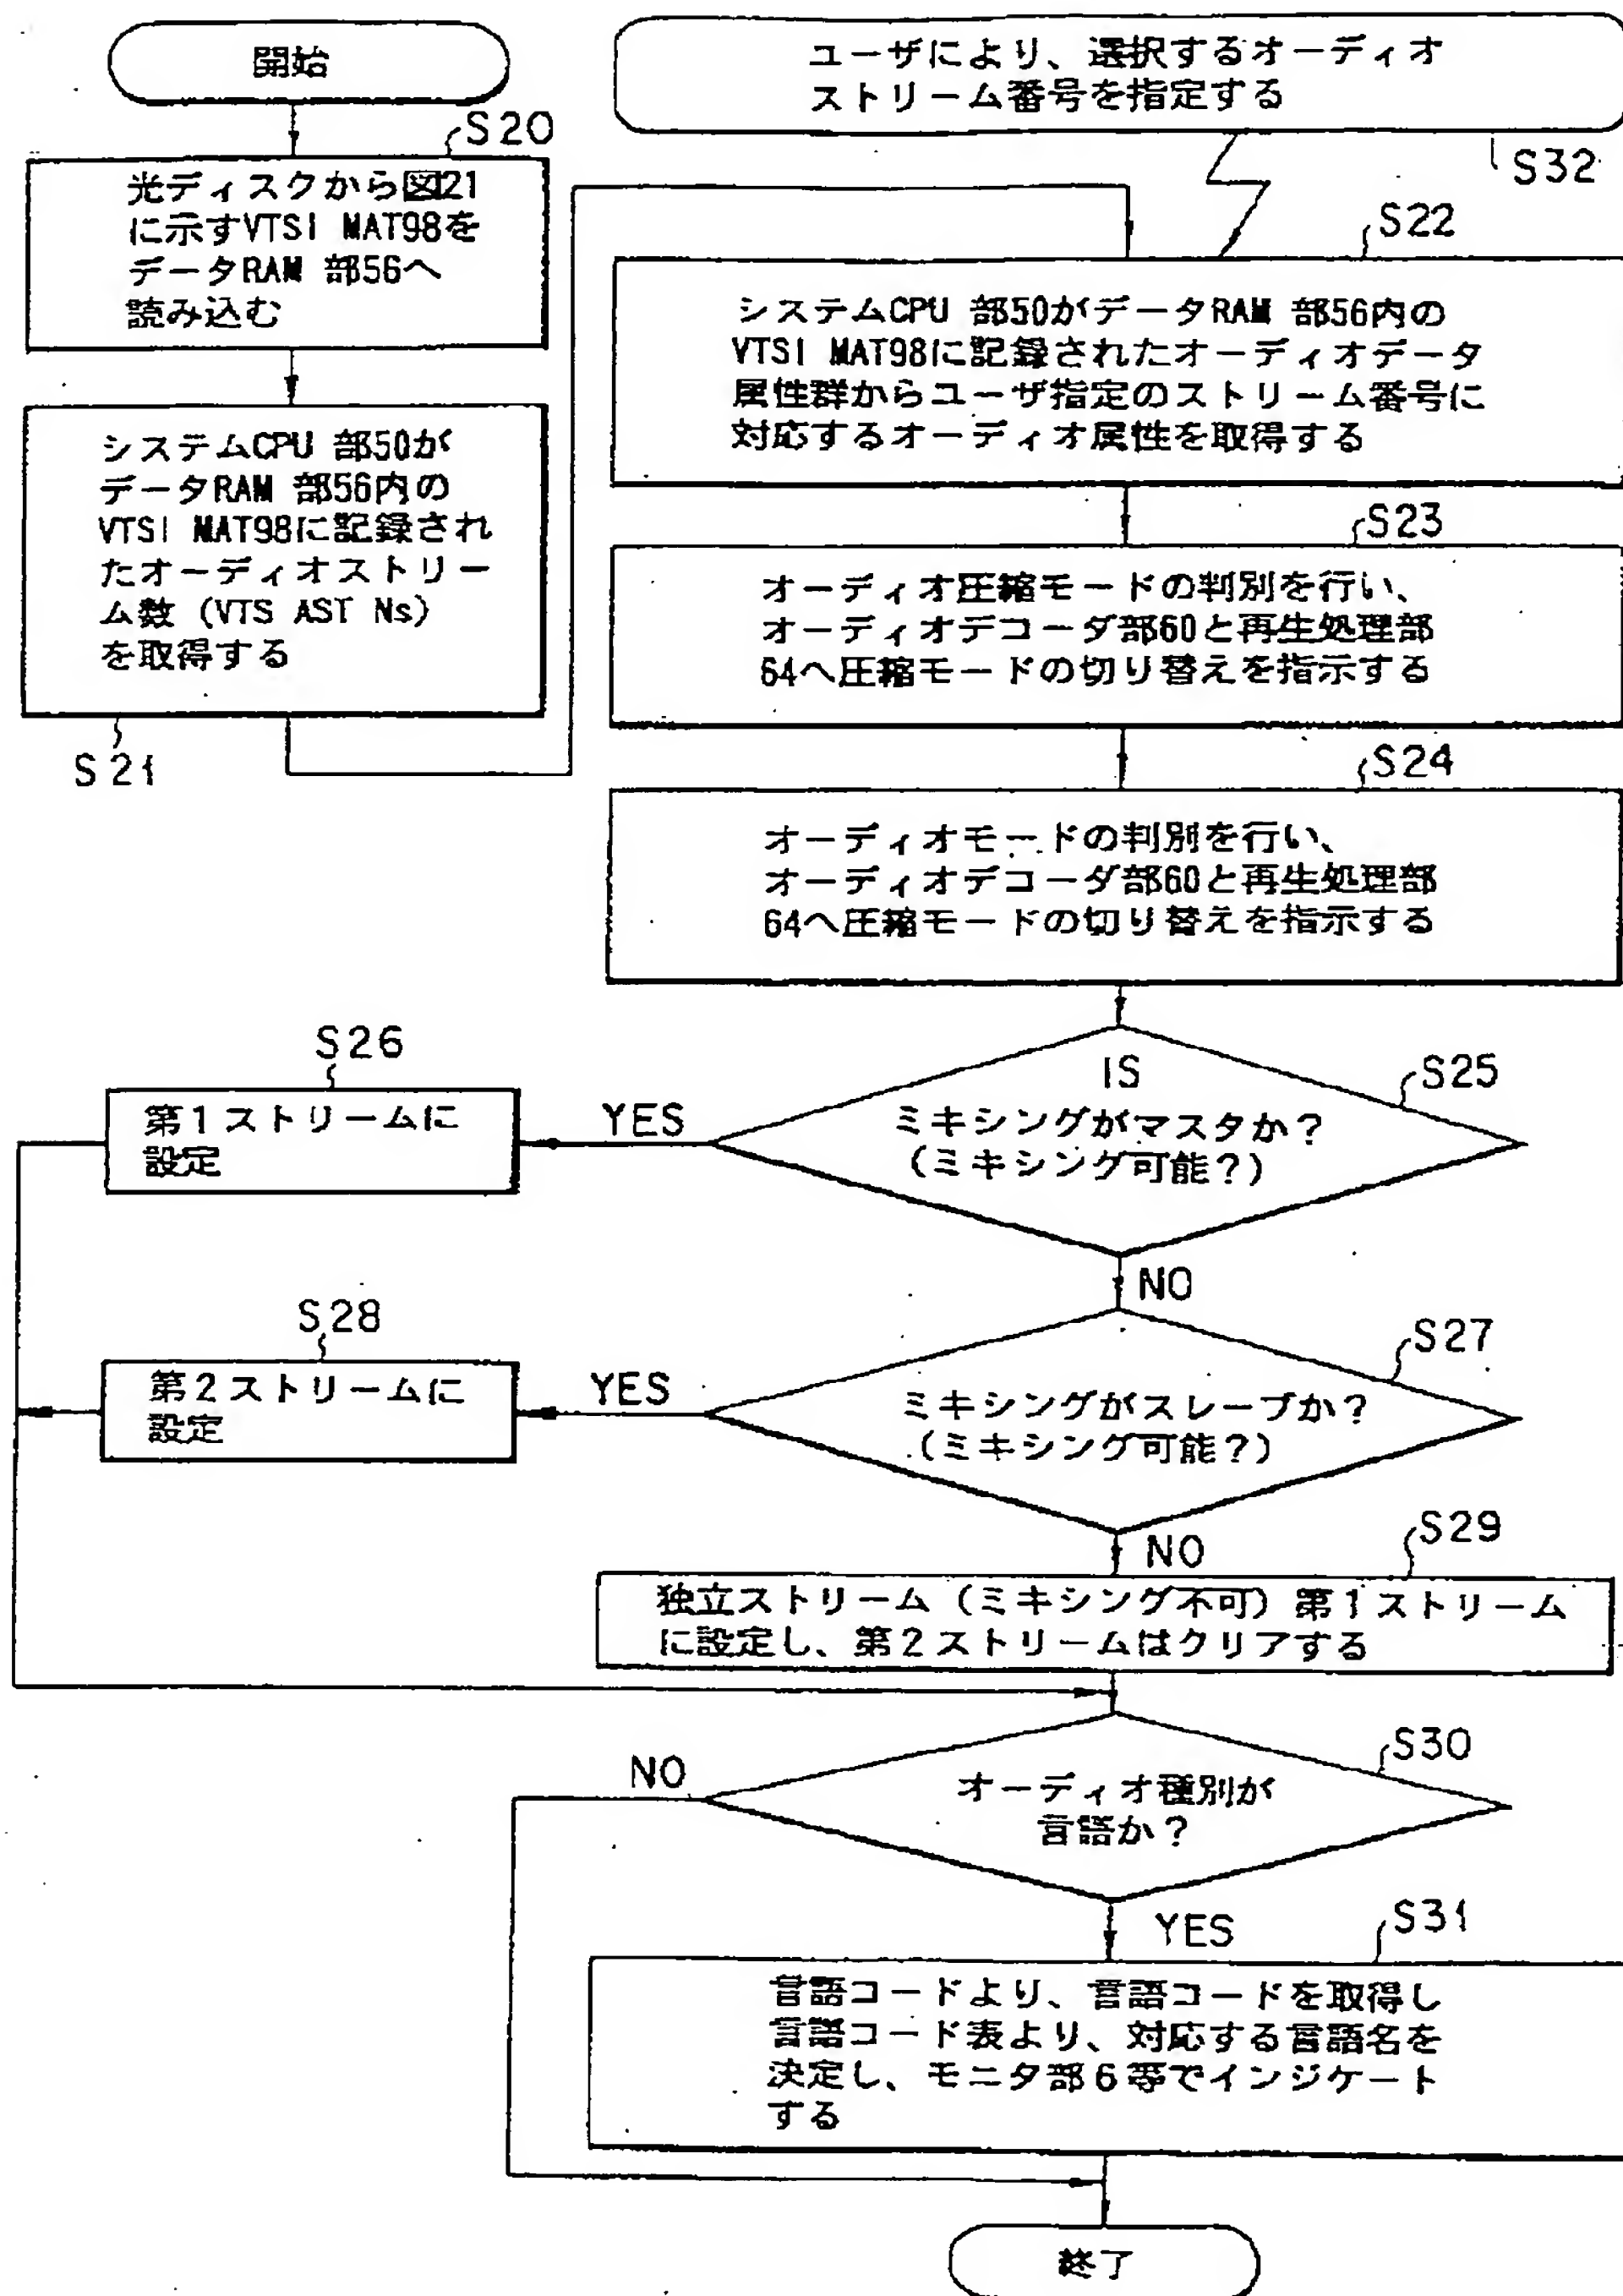 開始
S20
光ディスクから図21
に示すVTSI MAT98を
データRAM 部56へ
読み込む
システムCPU 部50が
データRAM 部56内の
VTSI MAT98に記録され
たオーディオストリー
ム数 (VTS AST Ns)
を取得する
S21
ユーザにより、選択するオーディオ
ストリーム番号を指定する
S32
S22
システムCPU 部50がデータRAM 部56内の
VTSI MAT98に記録されたオーディオデータ
属性群からユーザ指定のストリーム番号に
対応するオーディオ属性を取得する
S23
オーディオ圧縮モードの判別を行い、
オーディオデコーダ部60と再生処理部
64へ圧縮モードの切り替えを指示する
S24
オーディオモードの判別を行い、
オーディオデコーダ部60と再生処理部
64へ圧縮モードの切り替えを指示する
S25
IS
ミキシングがマスタか?
(ミキシング可能?)
YES
S26
第1ストリームに
設定
NO
S27
ミキシングがスレーブか?
(ミキシング可能?)
YES
S28
第2ストリームに
設定
NO
S29
独立ストリーム (ミキシング不可) 第1ストリーム
に設定し、第2ストリームはクリアする
S30
オーディオ種別が
言語か?
NO
YES
S31
言語コードより、言語コードを取得し
言語コード表より、対応する言語名を
決定し、モニタ部6等でインジケート
する
終了